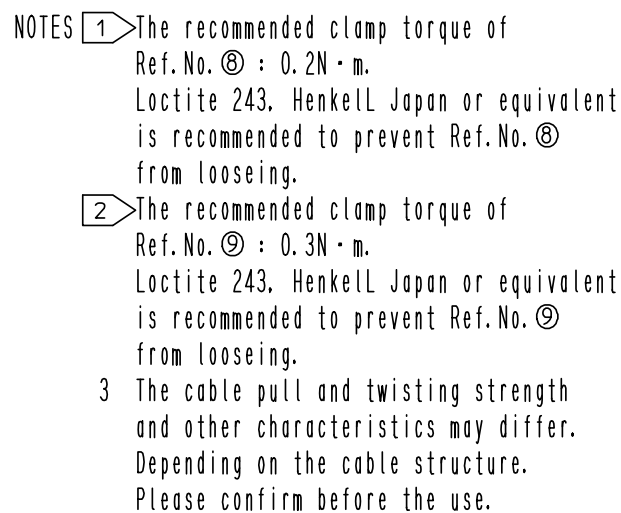 NOTES 1 The recommended clamp torque of
Ref.No.⑧ : 0.2N・m.
Loctite 243, HenkelL Japan or equivalent
is recommended to prevent Ref.No.⑧
from looseing.
2 The recommended clamp torque of
Ref.No.⑨ : 0.3N・m.
Loctite 243, HenkelL Japan or equivalent
is recommended to prevent Ref.No.⑨
from looseing.
3 The cable pull and twisting strength
and other characteristics may differ.
Depending on the cable structure.
Please confirm before the use.